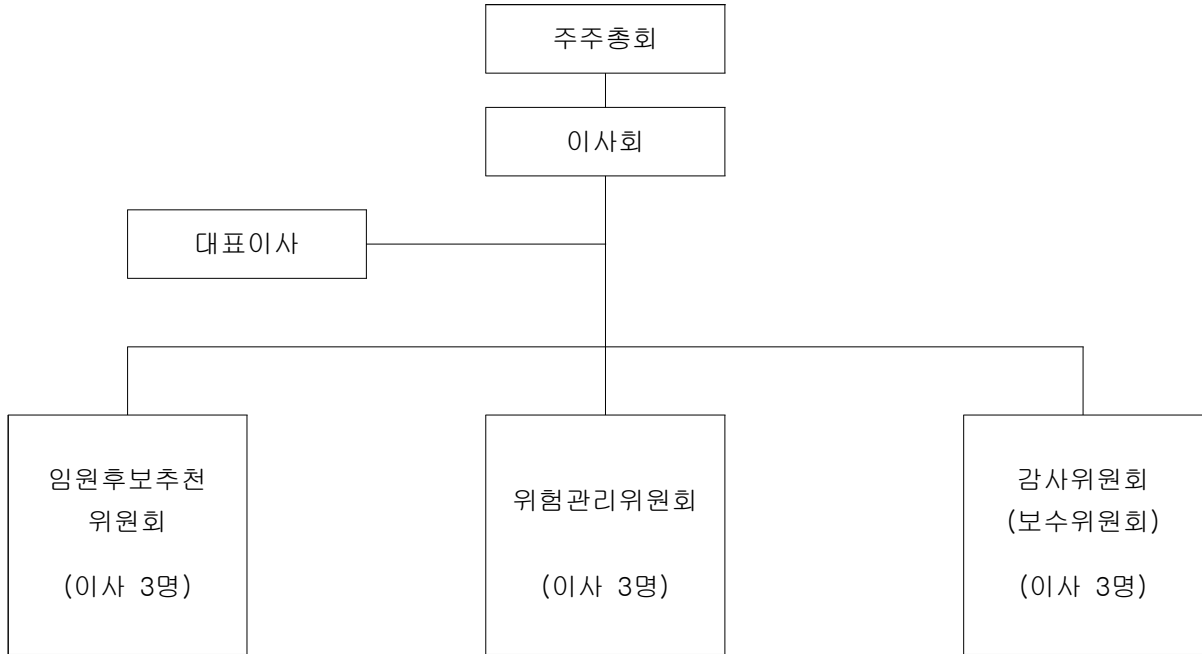 주주총회
이사회
대표이사
임원후보추천
위원회
(이사 3명)
위험관리위원회
(이사 3명)
감사위원회
(보수위원회)
(이사 3명)